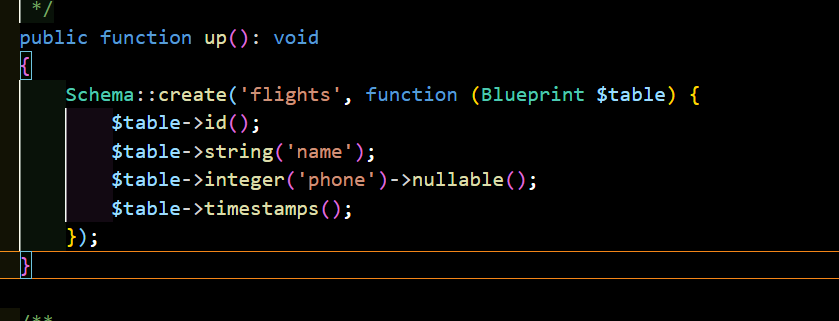 */
public function up(): void
{
Schema::create('flights', function (Blueprint $table) {
$table->id();
$table->string('name');
$table->integer('phone')->nullable();
$table->timestamps();
});
}
/**